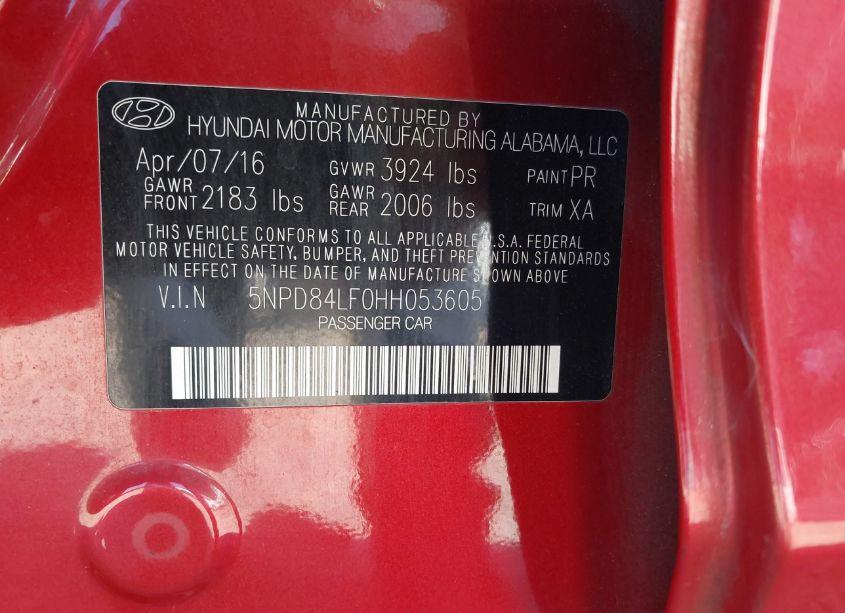 MANUFACTURED BY
HYUNDAI MOTOR MANUFACTURING ALABAMA, LLC
Apr/07/16 GVWR 3924 lbs PAINT PR
GAWR FRONT 2183 lbs GAWR REAR 2006 lbs TRIM XA
THIS VEHICLE CONFORMS TO ALL APPLICABLE U.S.A. FEDERAL
MOTOR VEHICLE SAFETY, BUMPER, AND THEFT PREVENTION STANDARDS
IN EFFECT ON THE DATE OF MANUFACTURE SHOWN ABOVE
V.I.N 5NPD84LF0HH053605
PASSENGER CAR